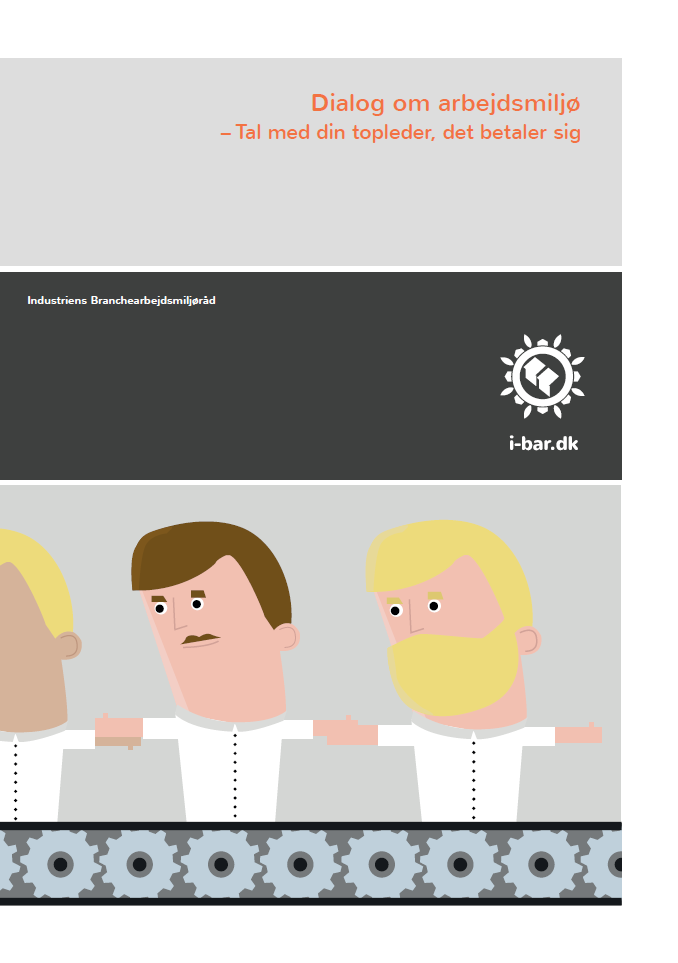 Dialog om arbejdsmiljø
– Tal med din topleder, det betaler sig
Industriens Branchearbejdsmiljøråd
i-bar.dk